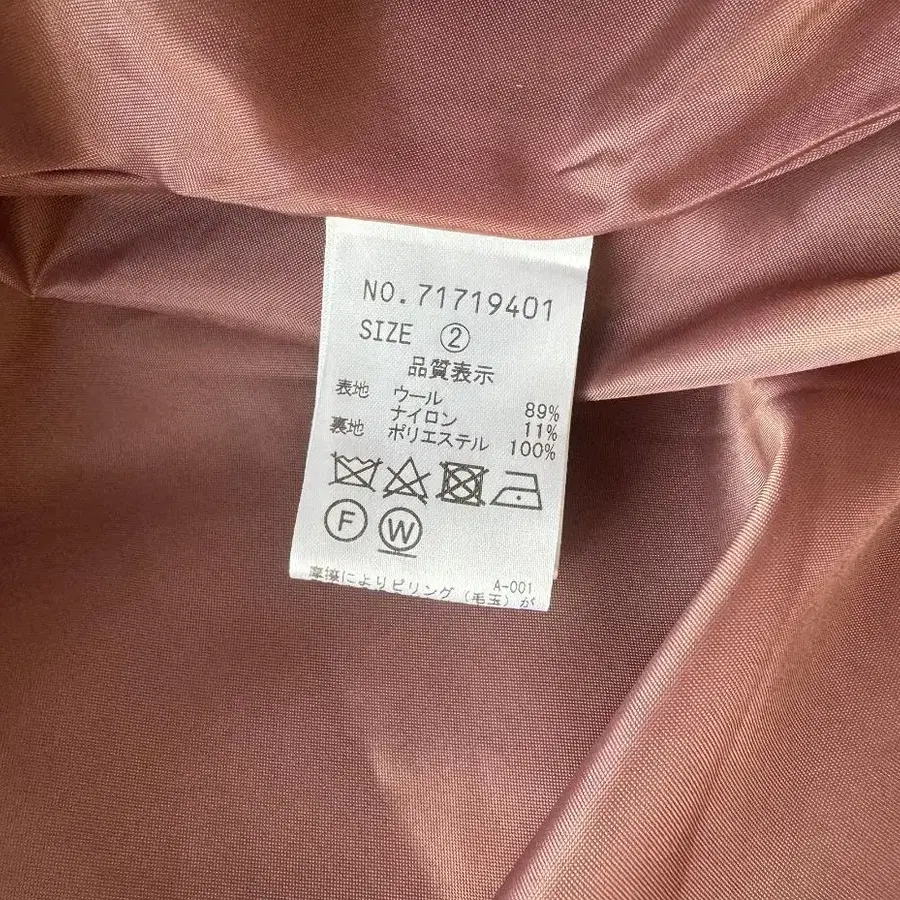 NO.71719401
SIZE ②
品質表示
表地 ウール 89%
ナイロン 11%
裏地 ポリエステル 100%
Ⓕ Ⓦ
A-001
摩擦によりピリング（毛玉）が